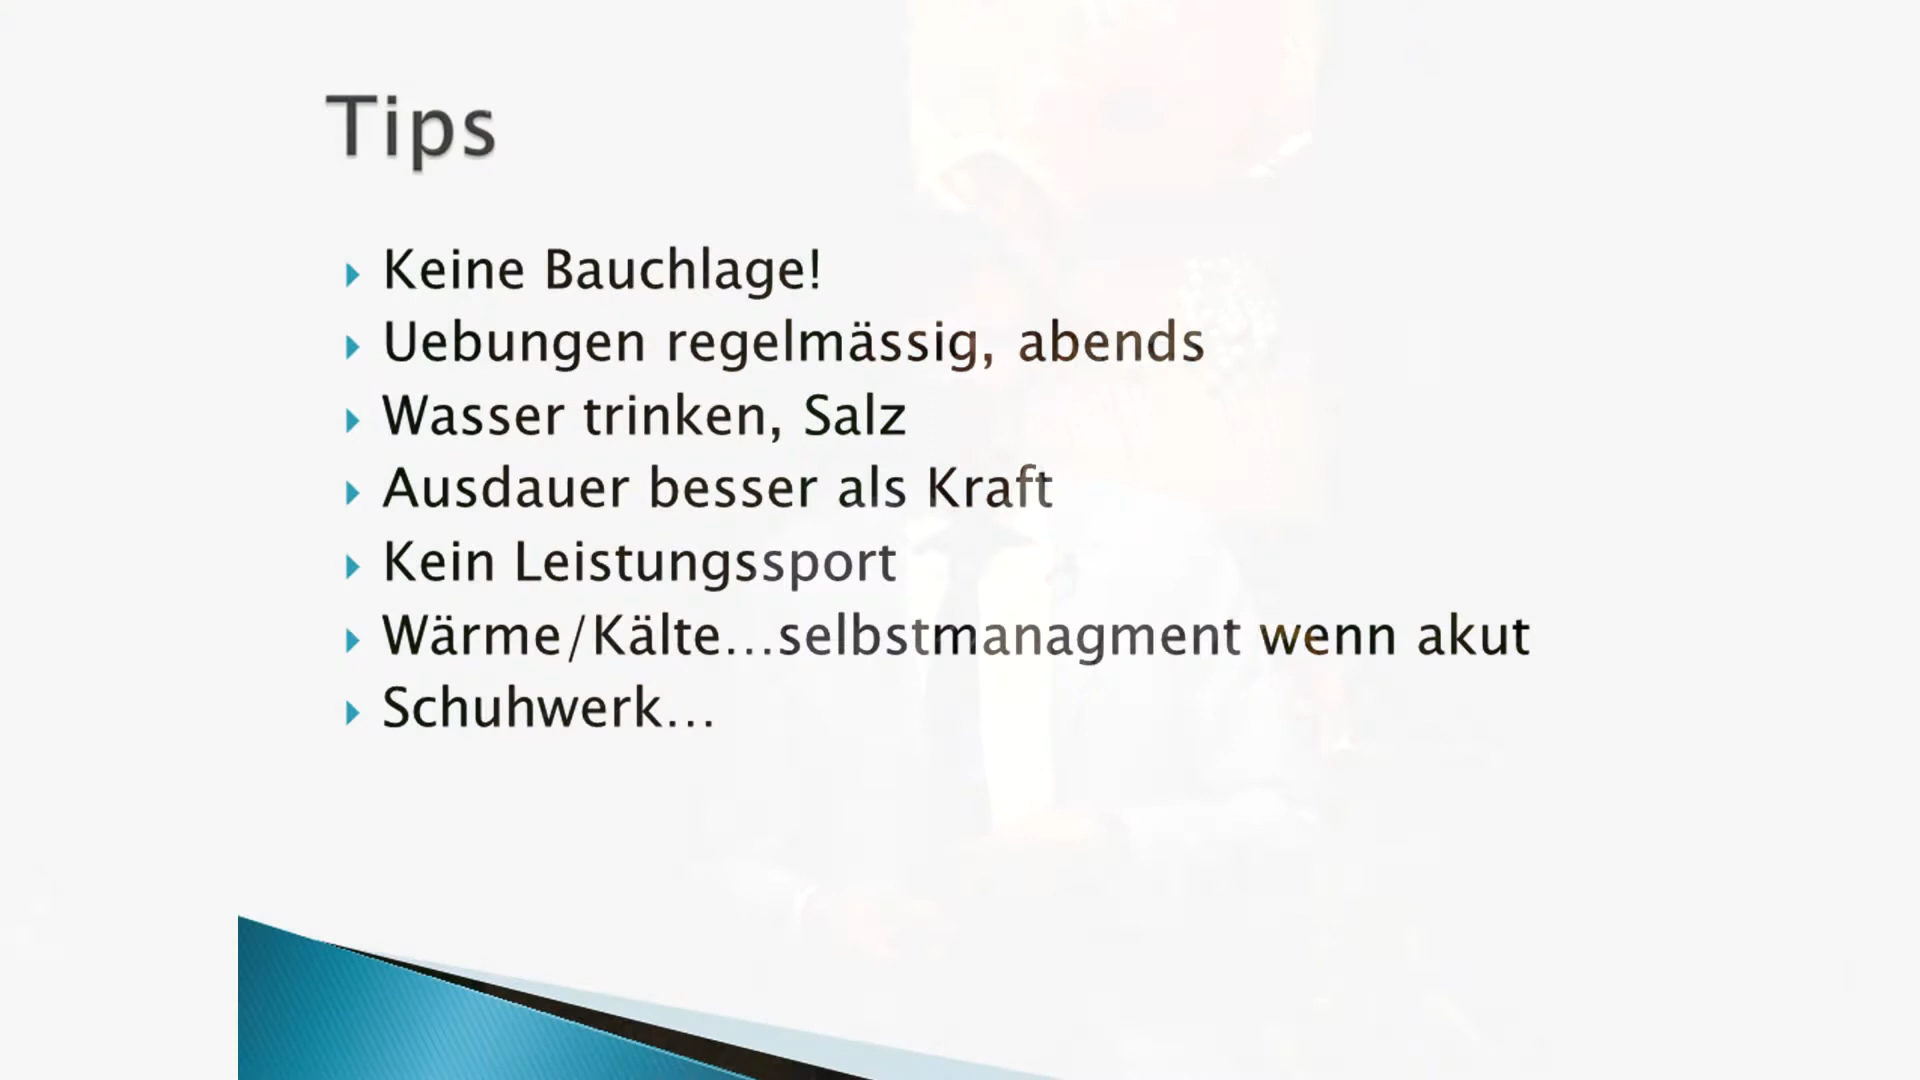 Tips
Keine Bauchlage!
Uebungen regelmässig, abends
Wasser trinken, Salz
Ausdauer besser als Kraft
Kein Leistungssport
Wärme/Kälte...selbstmanagment wenn akut
Schuhwerk...